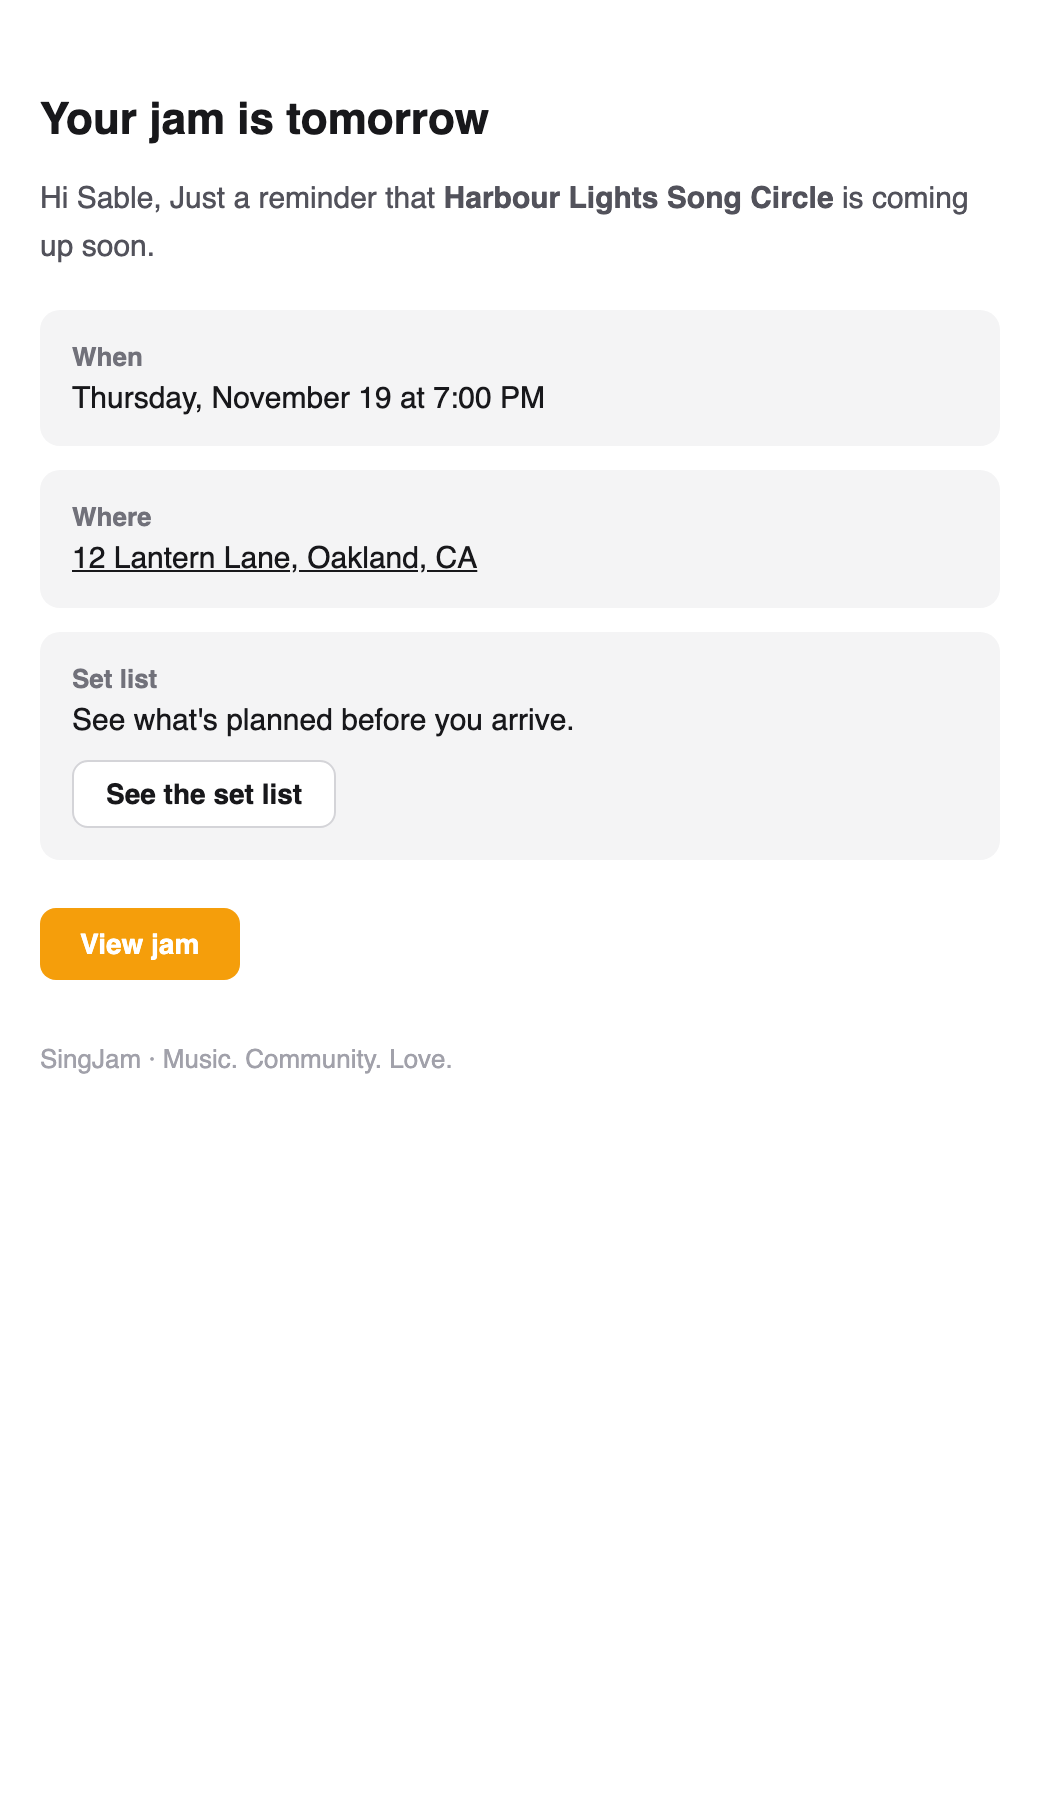 Your jam is tomorrow
Hi Sable, Just a reminder that Harbour Lights Song Circle is coming
up soon.
When
Thursday, November 19 at 7:00 PM
Where
12 Lantern Lane, Oakland, CA
Set list
See what's planned before you arrive.
See the set list
View jam
SingJam · Music. Community. Love.